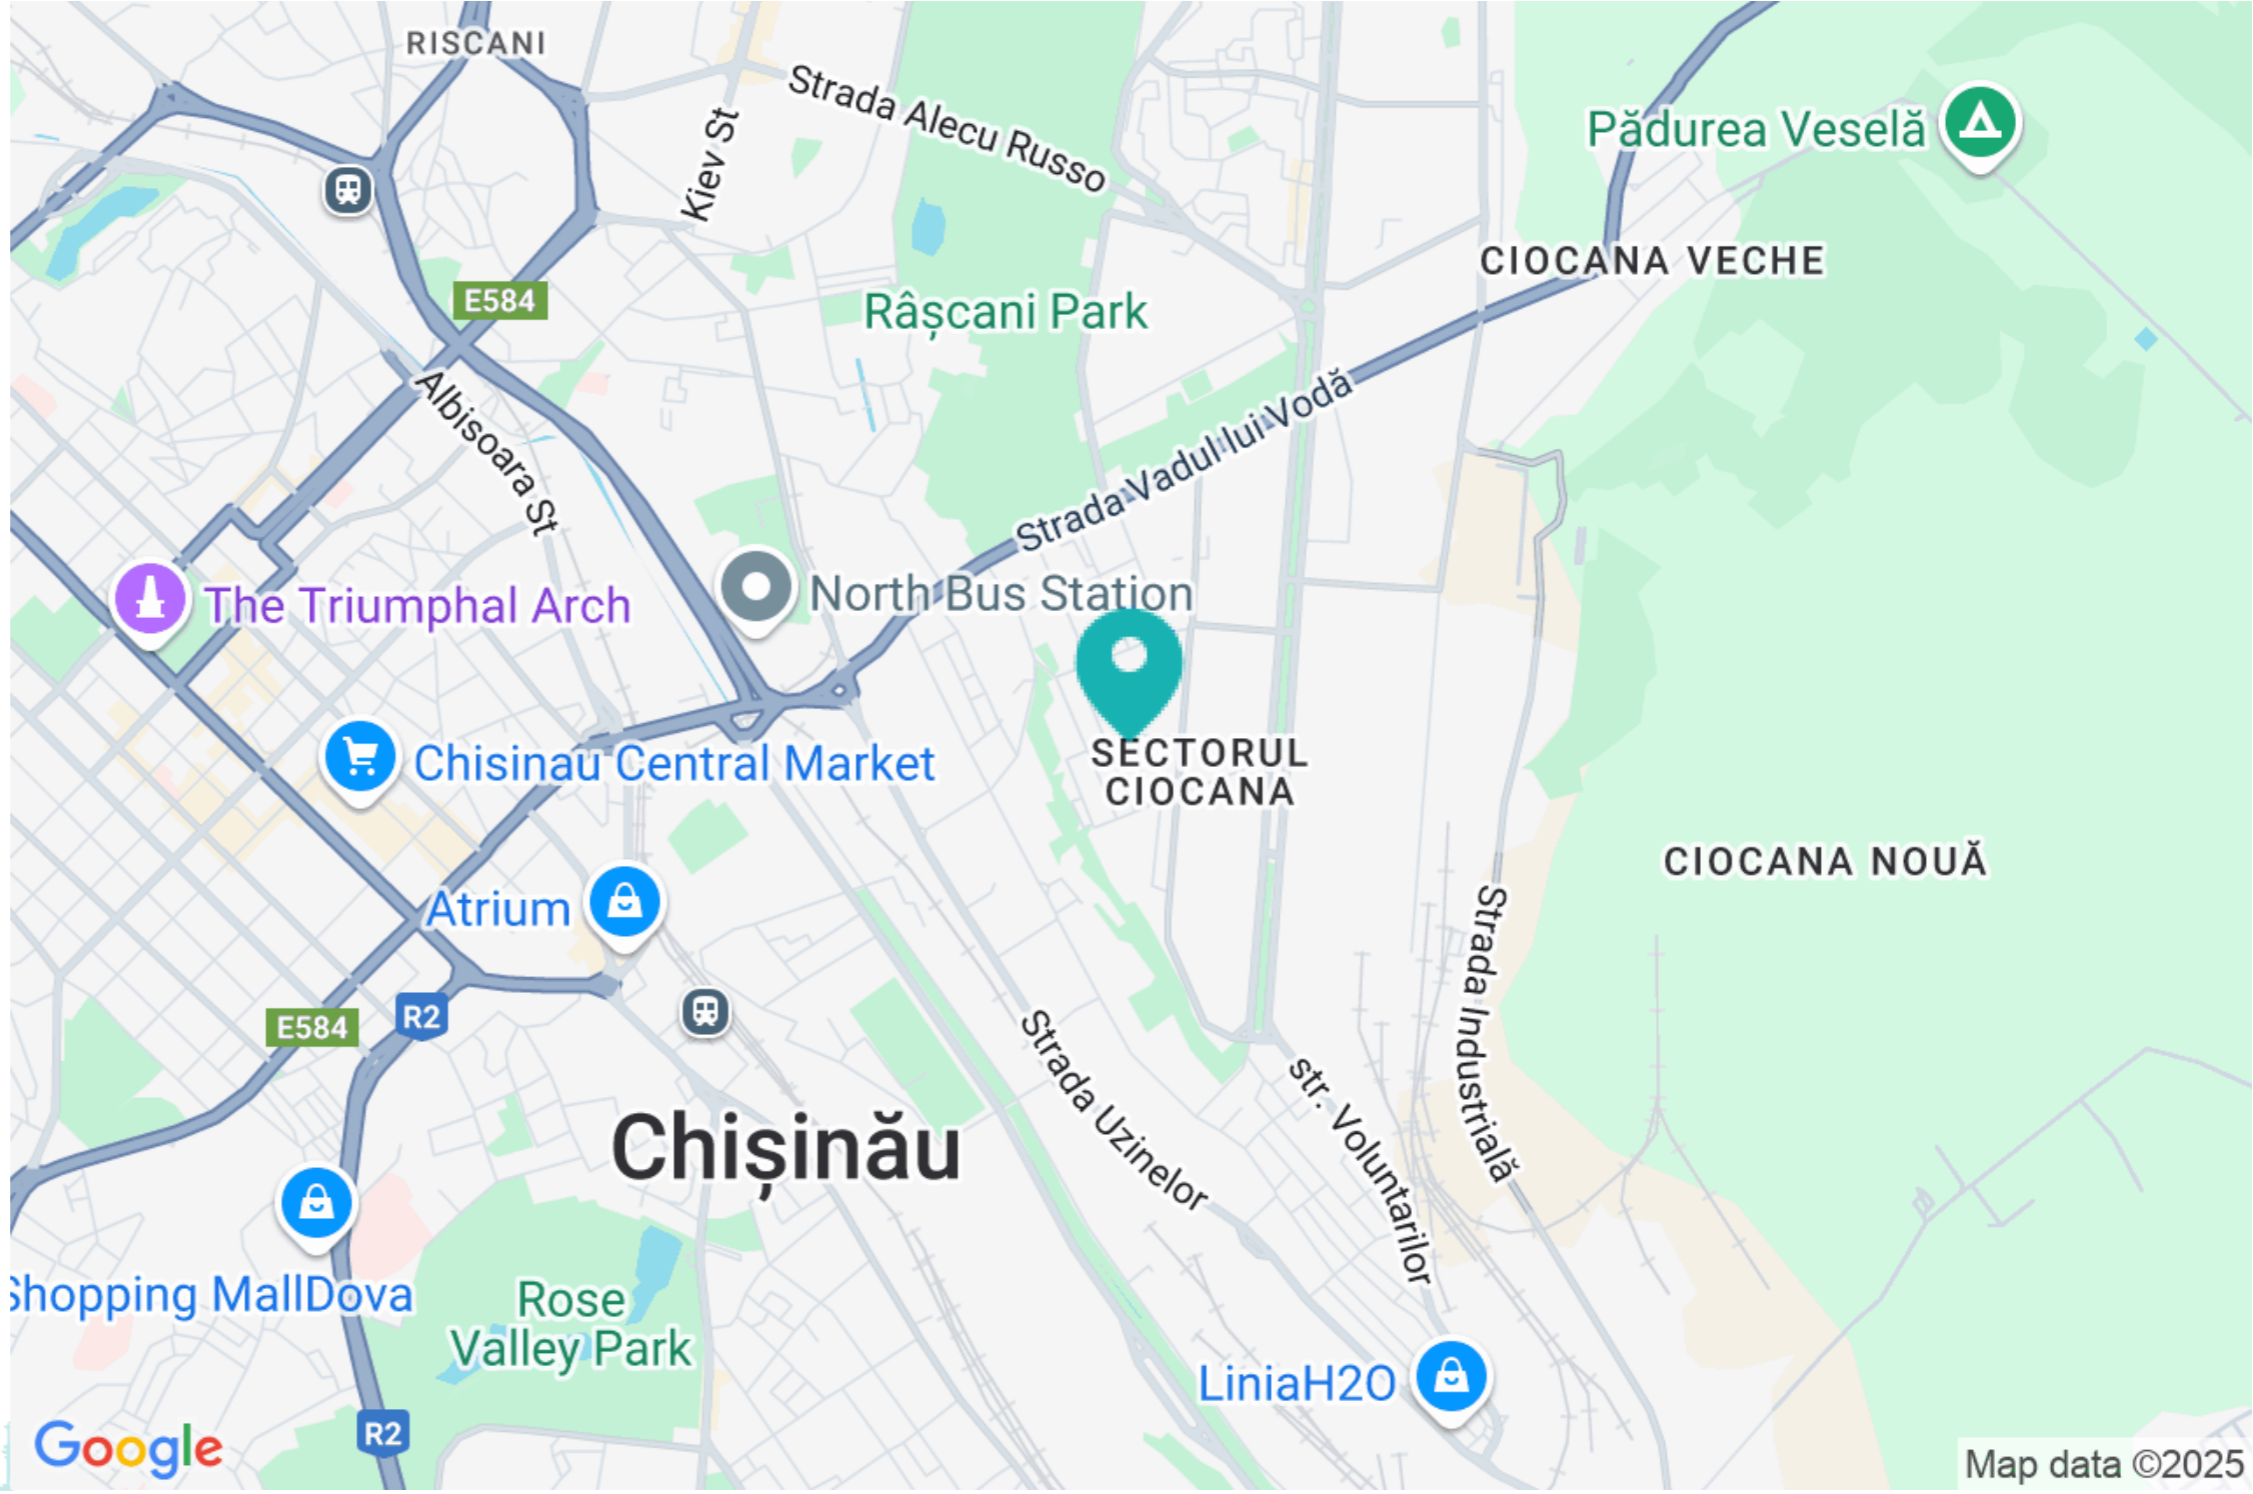 RISCANI
Strada Alecu Russo
Kiev St
Pădurea Veselă
CIOCANA VECHE
E584
Râșcani Park
Albisoara St
Strada Vadul lui Vodă
North Bus Station
The Triumphal Arch
Chisinau Central Market
SECTORUL
CIOCANA
CIOCANA NOUĂ
Atrium
Strada Industrială
E584
R2
Strada Uzinelor
str. Voluntarilor
Chișinău
Shopping MallDova
Rose
Valley Park
LiniaH2O
R2
Google
Map data ©2025